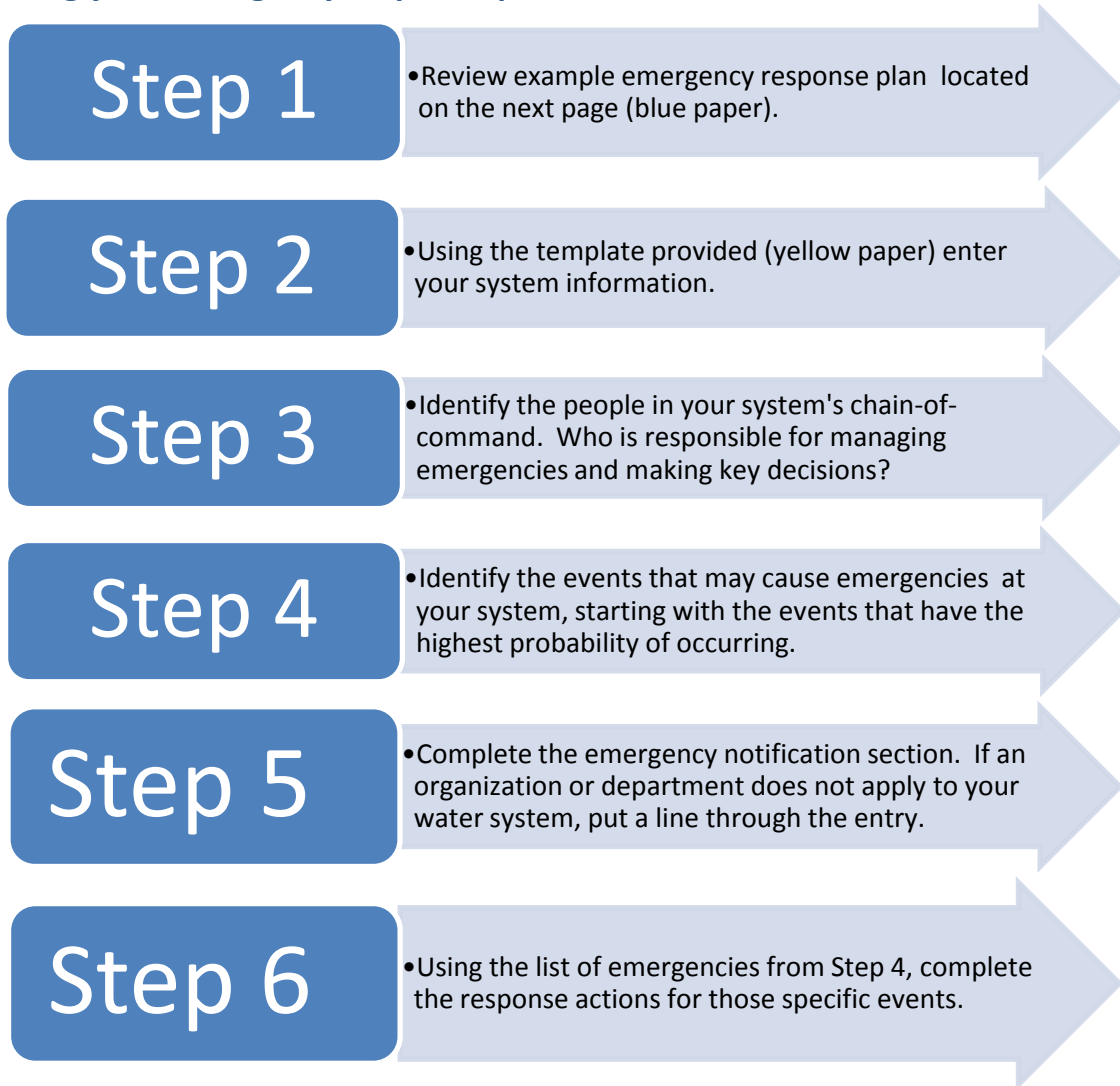 Step 1
•Review example emergency response plan  located
on the next page (blue paper).
Step 2
•Using the template provided (yellow paper) enter
your system information.
Step 3
•Identify the people in your system's chain-of-
command.  Who is responsible for managing
emergencies and making key decisions?
Step 4
•Identify the events that may cause emergencies  at
your system, starting with the events that have the
highest probability of occurring.
Step 5
•Complete the emergency notification section.  If an
organization or department does not apply to your
water system, put a line through the entry.
Step 6
•Using the list of emergencies from Step 4, complete
the response actions for those specific events.